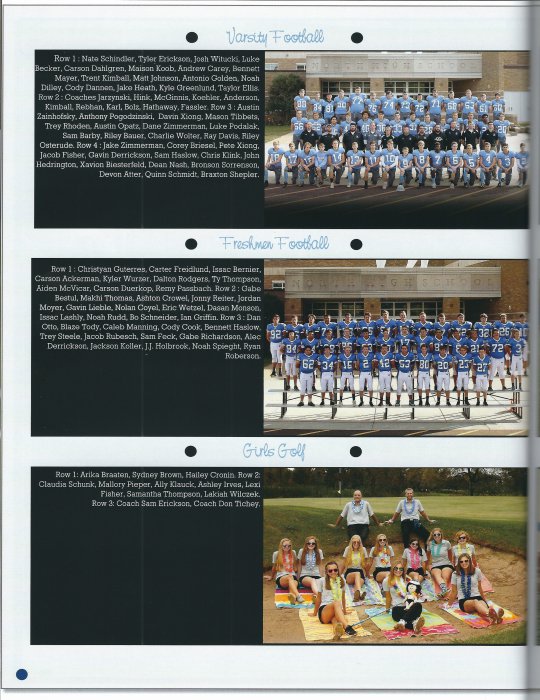 Varsity Football
Row 1 : Nate Schindler, Tyler Erickson, Josh Witucki, Luke
Becker, Carson Dahlgren, Maison Koob, Andrew Carey, Bennett
Mayer, Trent Kimball, Matt Johnson, Antonio Golden, Noah
Dilley, Cody Dannen, Jake Heath, Kyle Greenlund, Taylor Ellis.
Row 2 : Coaches Jarzynski, Hink, McGinnis, Koehler, Anderson,
Kimball, Rebhan, Karl, Bolz, Hathaway, Fassler. Row 3 : Austin
Zainhofsky, Anthony Pogodzinski, Davin Xiong, Mason Tibbets,
Trey Rhoden, Austin Opatz, Dane Zimmerman, Luke Podalak,
Sam Barby, Riley Bauer, Charlie Wolter, Ray Davis, Riley
Osterude. Row 4 : Jake Zimmerman, Corey Briesel, Pete Xiong,
Jacob Fisher, Gavin Derrickson, Sam Haslow, Chris Klink, John
Hedrington, Xavion Biesterfeld, Dean Nash, Bronson Sorrenson,
Devon Atter, Quinn Schmidt, Braxton Shepler.
Freshmen Football
Row 1 : Christyan Guterres, Carter Freidlund, Issac Bernier,
Carson Ackerman, Kyler Wurzer, Dalton Rodgers, Ty Thompson,
Aiden McVicar, Carson Duerkop, Remy Passbach. Row 2 : Gabe
Bestul, Makhi Thomas, Ashton Crowel, Jonny Reiter, Jordan
Moyer, Gavin Lieble, Nolan Coyel, Eric Wetzel, Dasan Monson,
Issac Lashly, Noah Rudd, Bo Schneider, Ian Griffin. Row 3 : Dan
Otto, Blaze Tody, Caleb Manning, Cody Cook, Bennett Haslow,
Trey Steele, Jacob Rubesch, Sam Feck, Gabe Richardson, Alec
Derrickson, Jackson Koller, J.J. Holbrook, Noah Spieght, Ryan
Roberson.
Girls Golf
Row 1: Arika Braaten, Sydney Brown, Hailey Cronin. Row 2:
Claudia Schunk, Mallory Pieper, Ally Klauck, Ashley Irves, Lexi
Fisher, Samantha Thompson, Lakiah Wilczek.
Row 3: Coach Sam Erickson, Coach Don Tichey.